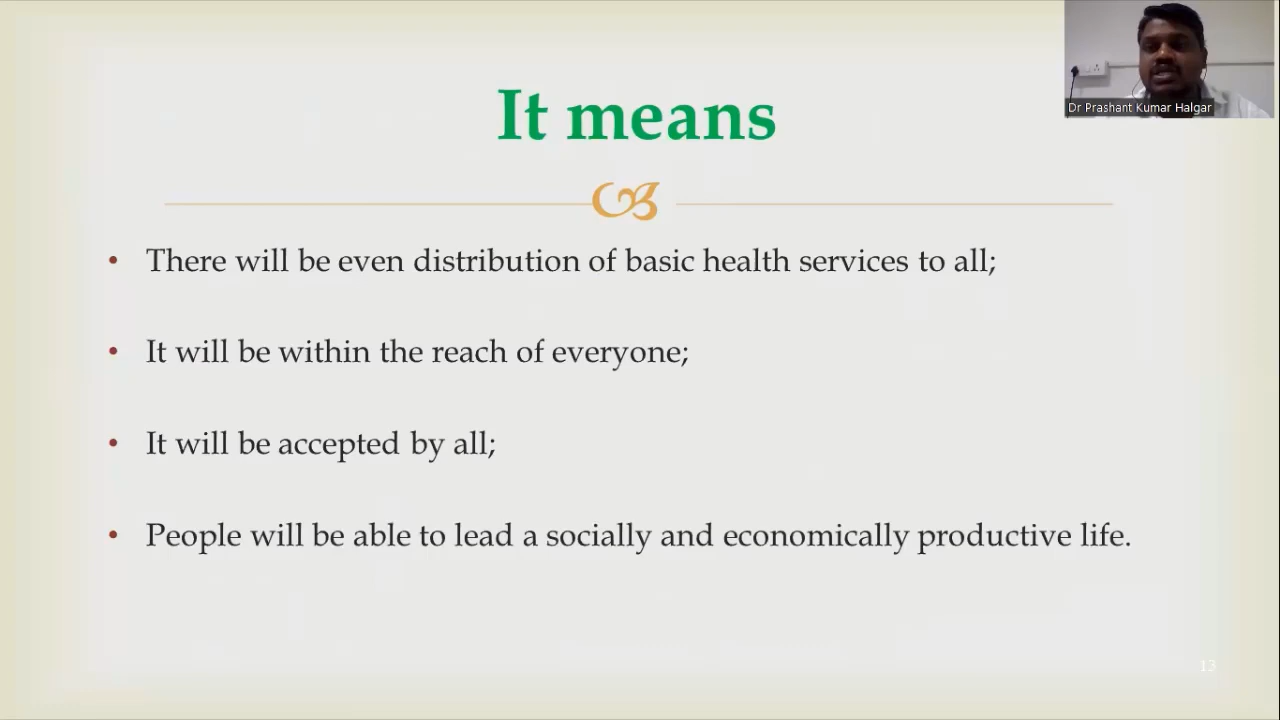 Dr Prashant Kumar Halgar
It means
• There will be even distribution of basic health services to all;
• It will be within the reach of everyone;
• It will be accepted by all;
• People will be able to lead a socially and economically productive life.
13